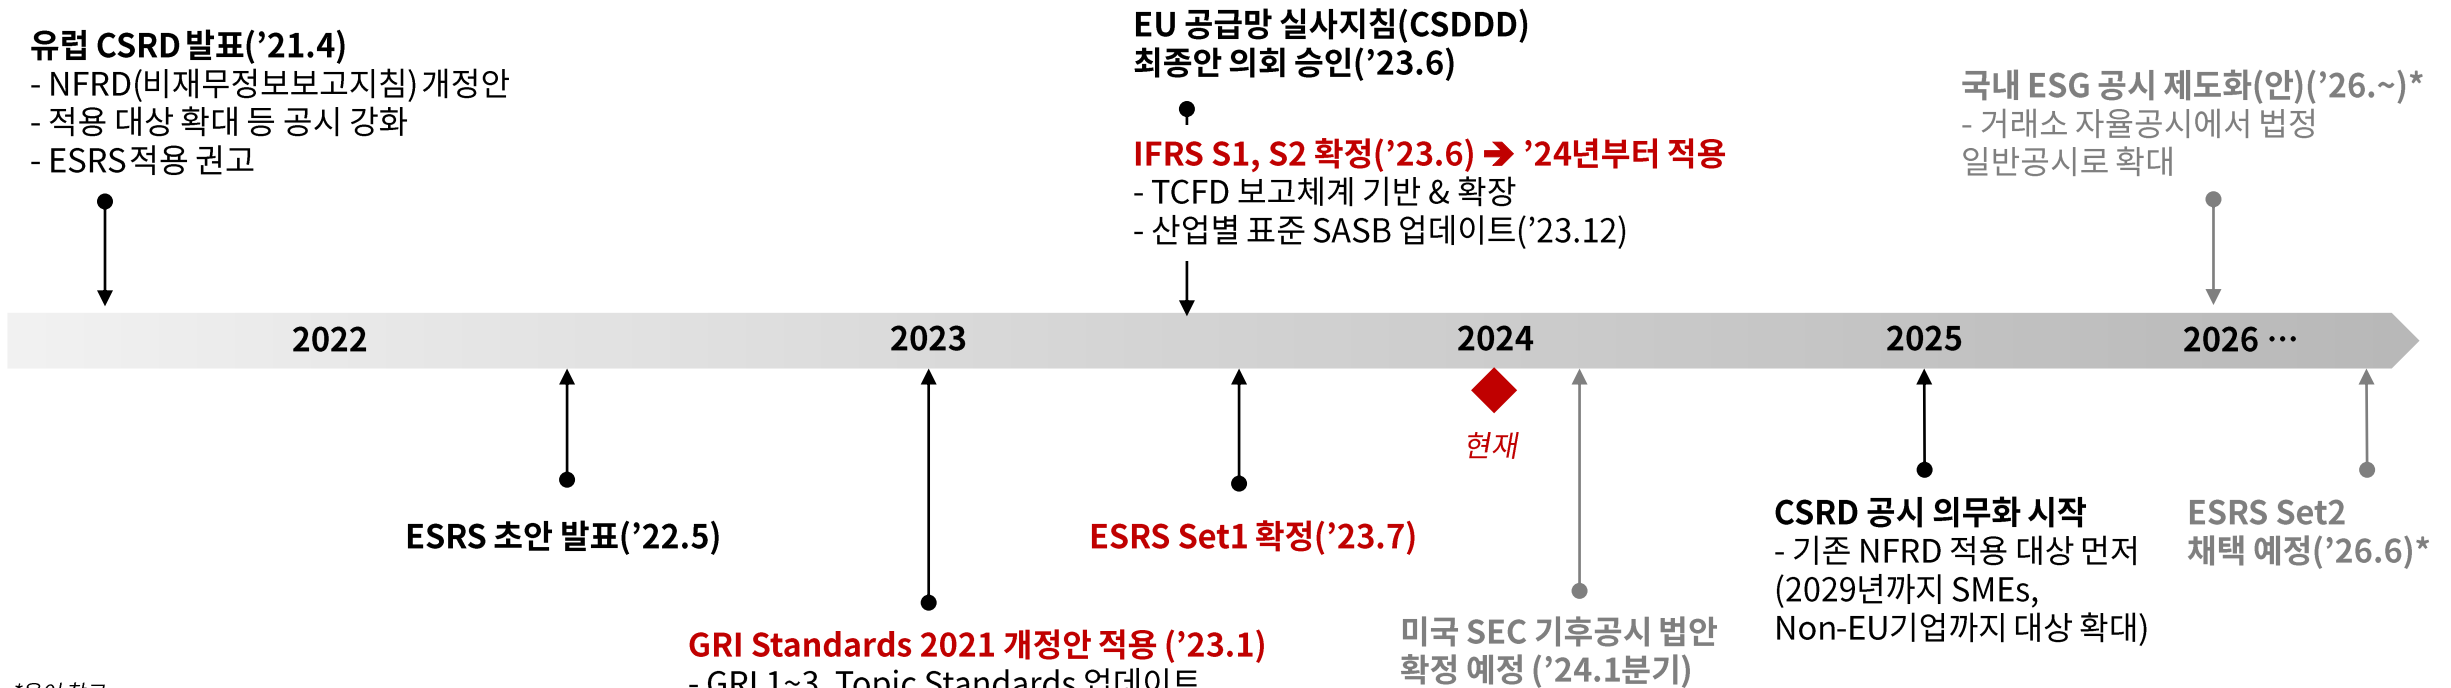 유럽 CSRD 발표(’21.4)
- NFRD(비재무정보보고지침) 개정안
- 적용 대상 확대 등 공시 강화
- ESRS 적용 권고
EU 공급망 실사지침(CSDDD)
최종안 의회 승인(’23.6)
IFRS S1, S2 확정(’23.6) ➔ ’24년부터 적용
- TCFD 보고체계 기반 & 확장
- 산업별 표준 SASB 업데이트(’23.12)
국내 ESG 공시 제도화(안)(’26.~)*
- 거래소 자율공시에서 법정
일반공시로 확대
2022
2023
2024
2025
2026 …
현재
ESRS 초안 발표(’22.5)
GRI Standards 2021 개정안 적용 (’23.1)
- GRI 1~3, Topic Standards 업데이트
ESRS Set1 확정(’23.7)
미국 SEC 기후공시 법안
확정 예정 (’24.1분기)
CSRD 공시 의무화 시작
- 기존 NFRD 적용 대상 먼저
(2029년까지 SMEs,
Non-EU기업까지 대상 확대)
ESRS Set2
채택 예정(’26.6)*